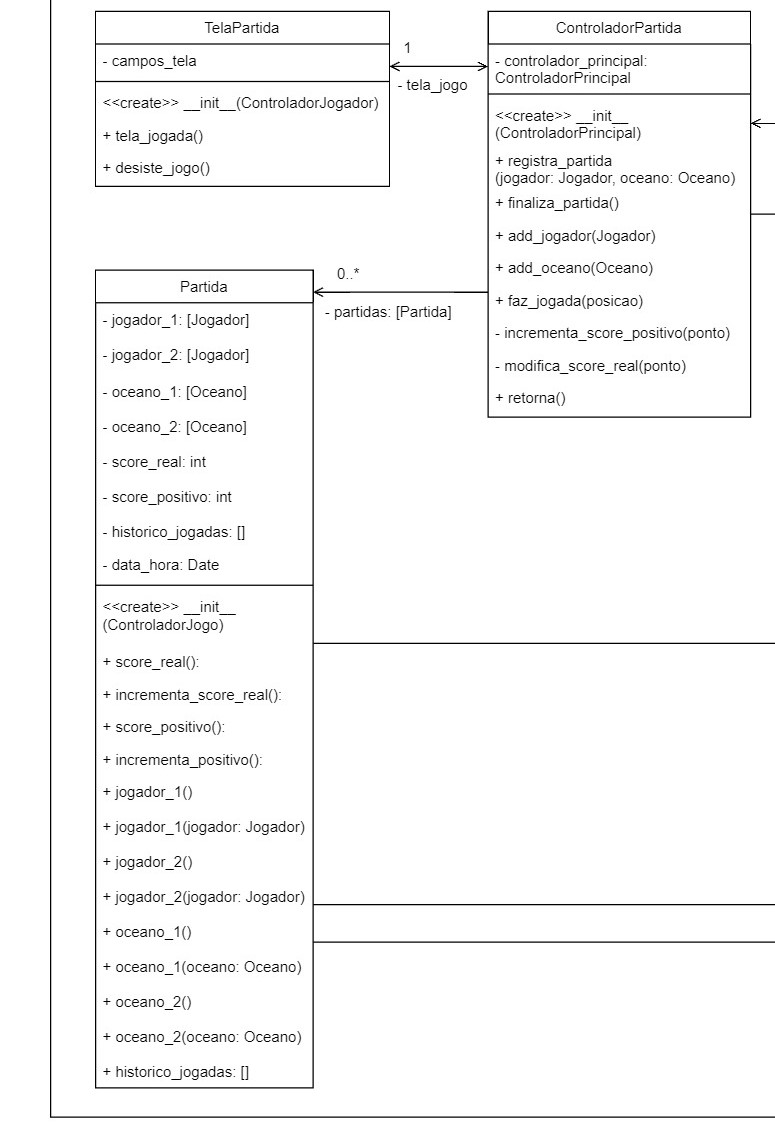 TelaPartida
- campos_tela
<<create>> __init__(ControladorJogador)
+ tela_jogada()
+ desiste_jogo()
1
- tela_jogo
ControladorPartida
- controlador_principal:
ControladorPrincipal
<<create>> __init__
(ControladorPrincipal)
+ registra_partida
(jogador: Jogador, oceano: Oceano)
+ finaliza_partida()
+ add_jogador(Jogador)
+ add_oceano(Oceano)
+ faz_jogada(posicao)
- incrementa_score_positivo(ponto)
- modifica_score_real(ponto)
+ retorna()
0..*
- partidas: [Partida]
Partida
- jogador_1: [Jogador]
- jogador_2: [Jogador]
- oceano_1: [Oceano]
- oceano_2: [Oceano]
- score_real: int
- score_positivo: int
- historico_jogadas: []
- data_hora: Date
<<create>> __init__
(ControladorJogo)
+ score_real():
+ incrementa_score_real():
+ score_positivo():
+ incrementa_positivo():
+ jogador_1()
+ jogador_1(jogador: Jogador)
+ jogador_2()
+ jogador_2(jogador: Jogador)
+ oceano_1()
+ oceano_1(oceano: Oceano)
+ oceano_2()
+ oceano_2(oceano: Oceano)
+ historico_jogadas: []